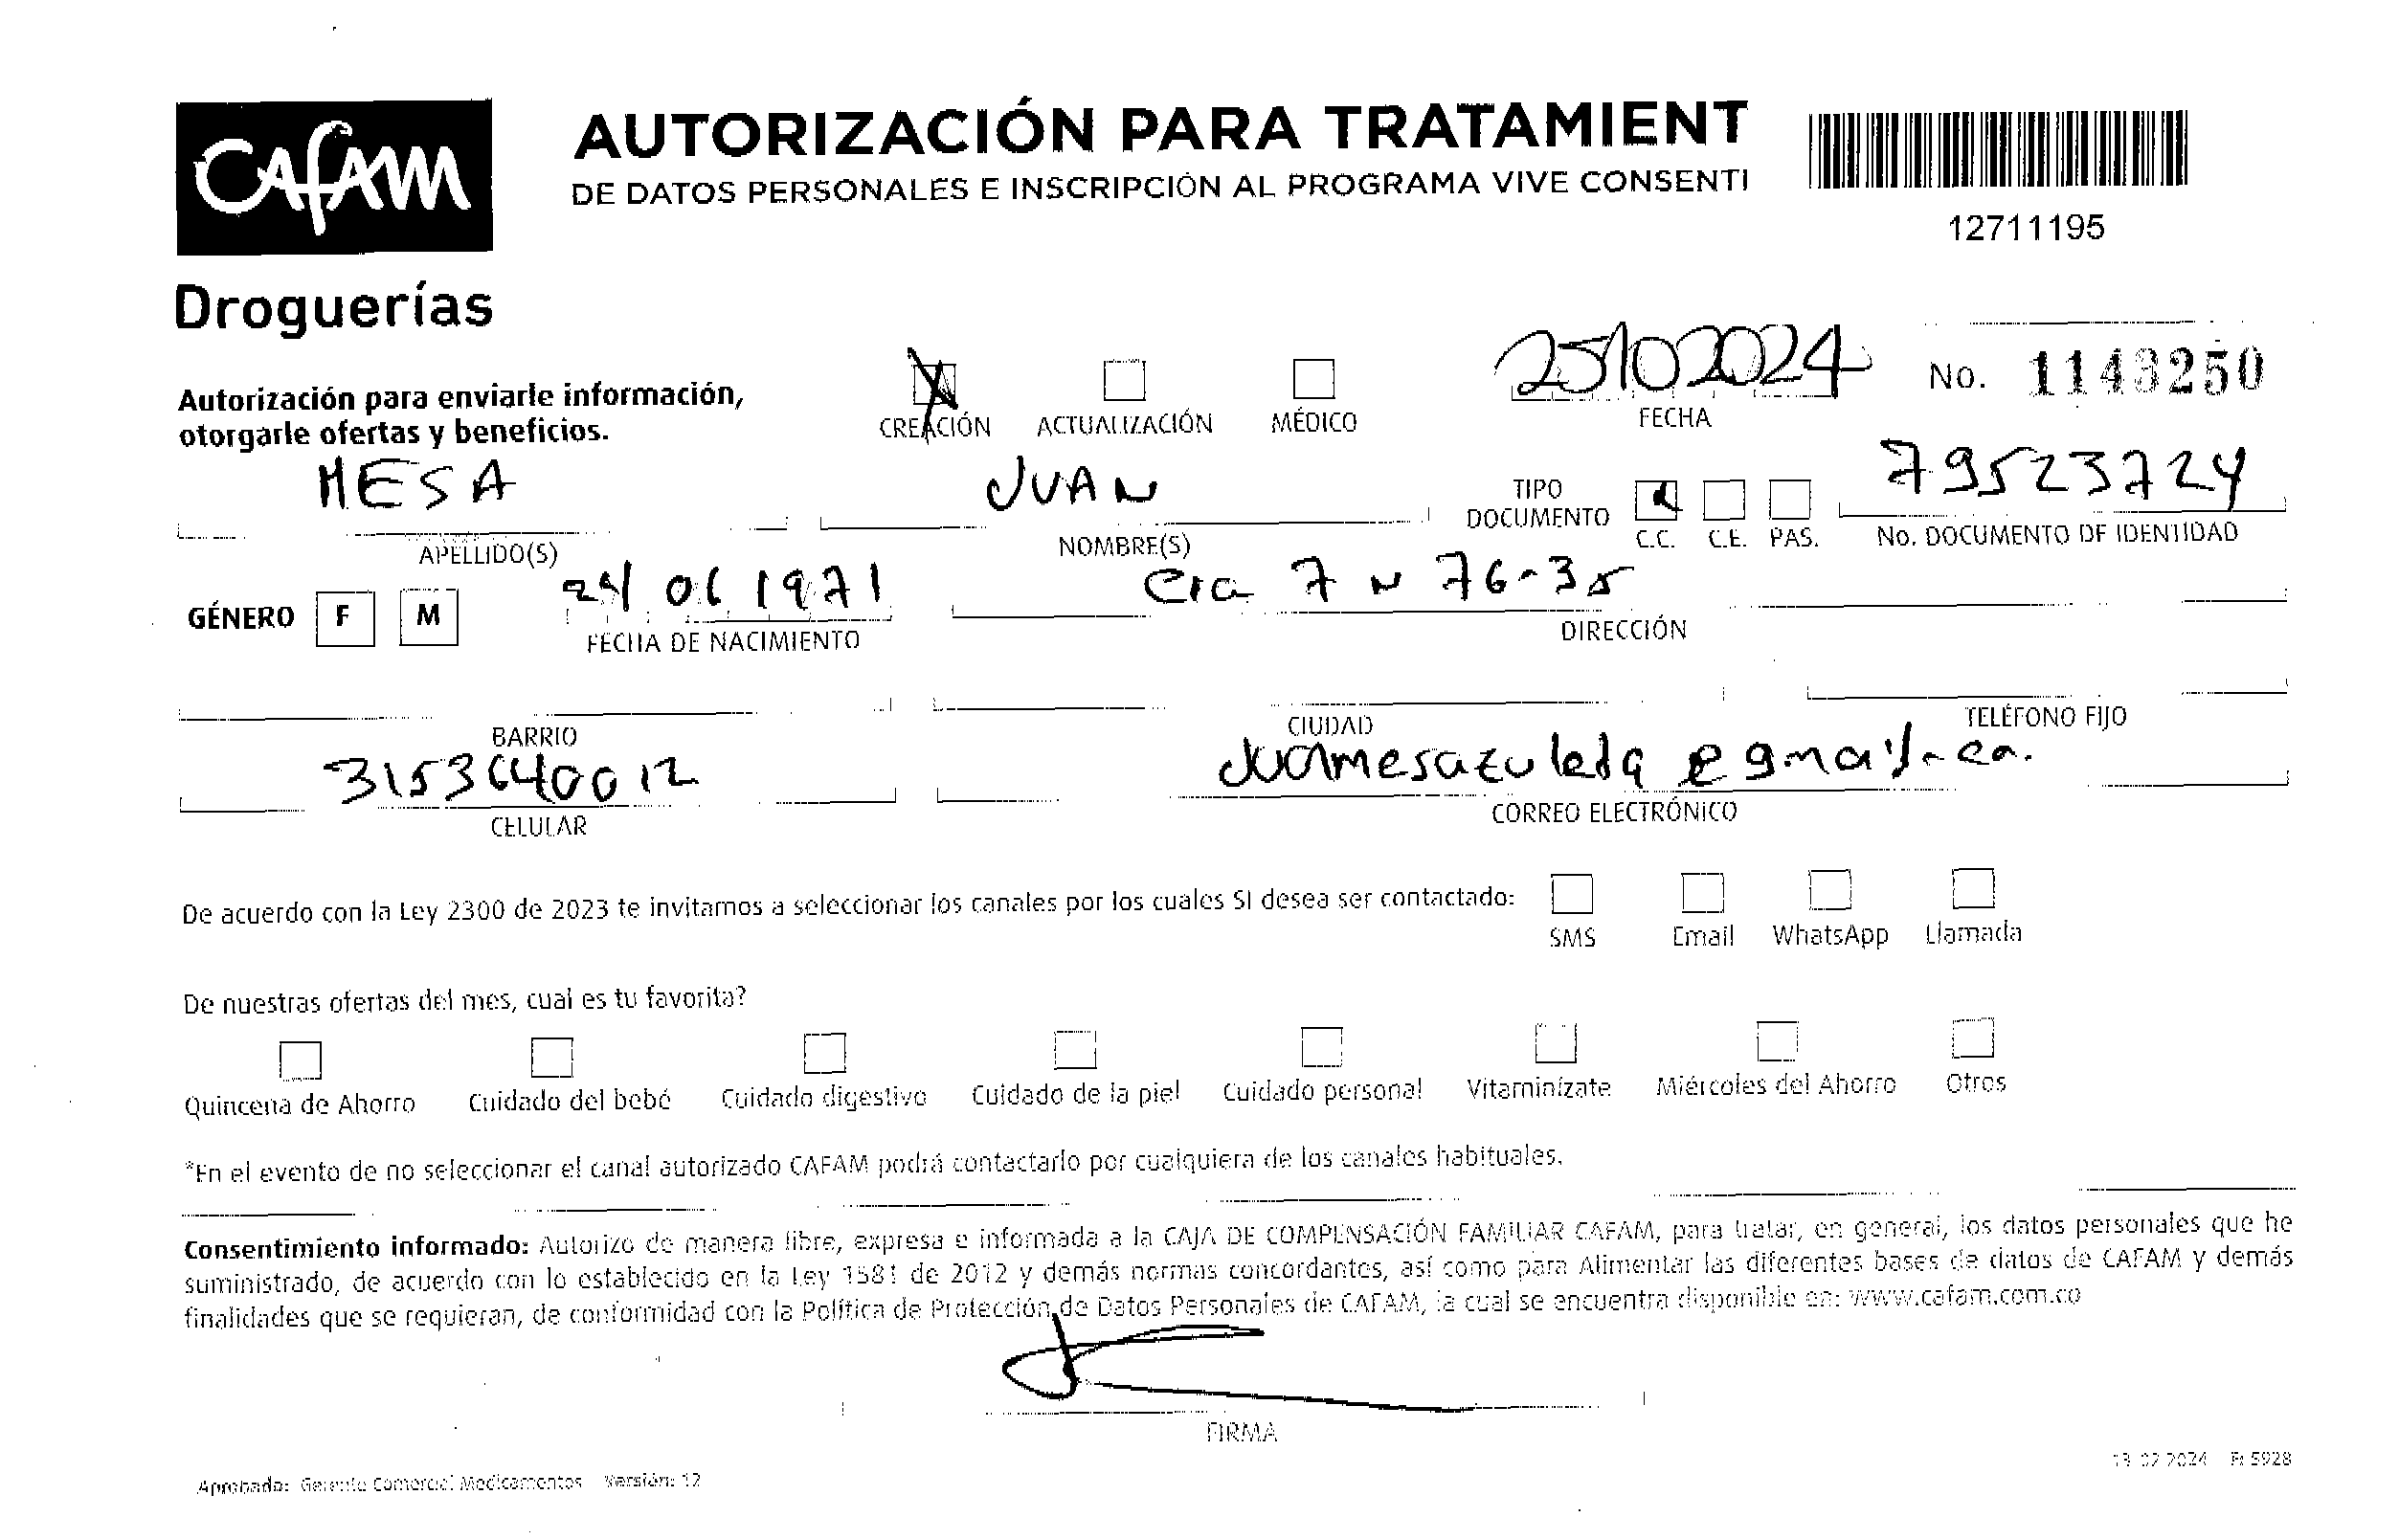 CAFAM
Droguerías
AUTORIZACIÓN PARA TRATAMIENT
DE DATOS PERSONALES E INSCRIPCIÓN AL PROGRAMA VIVE CONSENTI
12711195
Autorización para enviarle información,
otorgarle ofertas y beneficios.
CREACIÓN ACTUALIZACIÓN MÉDICO
25102024
FECHA
No. 1143250
MESA JUAN 79523724
APELLIDO(S) NOMBRE(S) TIPO DOCUMENTO C.C. C.E. PAS. No. DOCUMENTO DE IDENTIDAD
GÉNERO F M
24 06 1971 Cra 7 N 76-35
FECHA DE NACIMIENTO DIRECCIÓN
BARRIO CIUDAD TELÉFONO FIJO
3153640012
CELULAR CORREO ELECTRÓNICO
De acuerdo con la Ley 2300 de 2023 te invitamos a seleccionar los canales por los cuales SI desea ser contactado:
SMS Email WhatsApp Llamada
De nuestras ofertas del mes, cual es tu favorita?
Quincena de Ahorro Cuidado del bebé Cuidado digestivo Cuidado de la piel Cuidado personal Vitaminízate Miércoles del Ahorro Otros
*En el evento de no seleccionar el canal autorizado CAFAM podrá contactarlo por cualquiera de los canales habituales.
Consentimiento informado: Autorizo de manera libre, expresa e informada a la CAJA DE COMPENSACIÓN FAMILIAR CAFAM, para tratar, en general, los datos personales que he
suministrado, de acuerdo con lo establecido en la Ley 1581 de 2012 y demás normas concordantes, así como para Alimentar las diferentes bases de datos de CAFAM y demás
finalidades que se requieran, de conformidad con la Política de Protección de Datos Personales de CAFAM, la cual se encuentra disponible en: www.cafam.com.co
FIRMA
Aprobada: Gerente Comercial Medicamentos Versión: 12
13 02 2024 Fr 5928